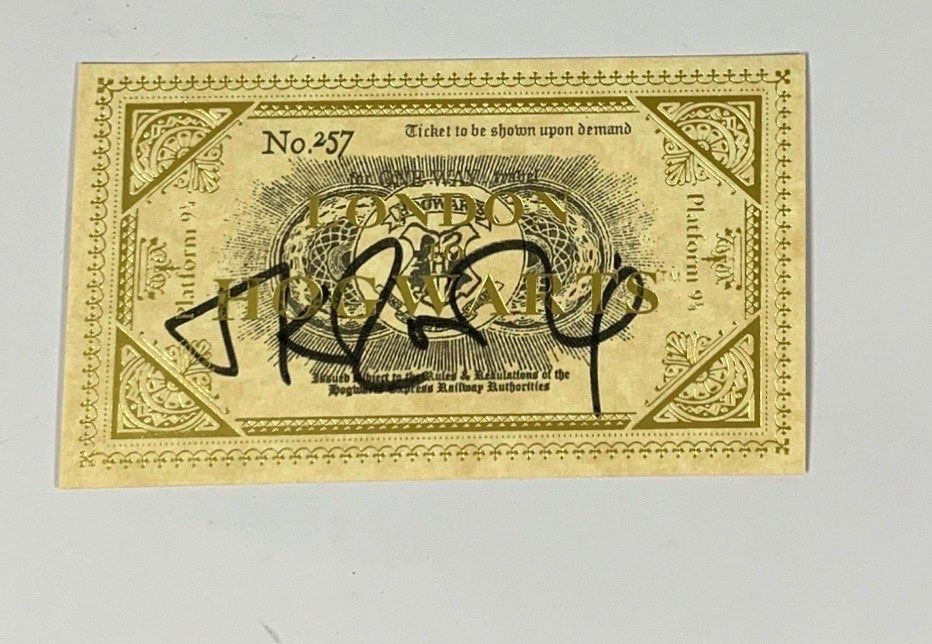 No.257
Ticket to be shown upon demand
for ONE WAY travel
LONDON
HOGWARTS
HOGWARTS
Platform 9¾
Platform 9¾
Issued Subject to the Rules & Regulations of the
Hogwarts Express Railway Authorities